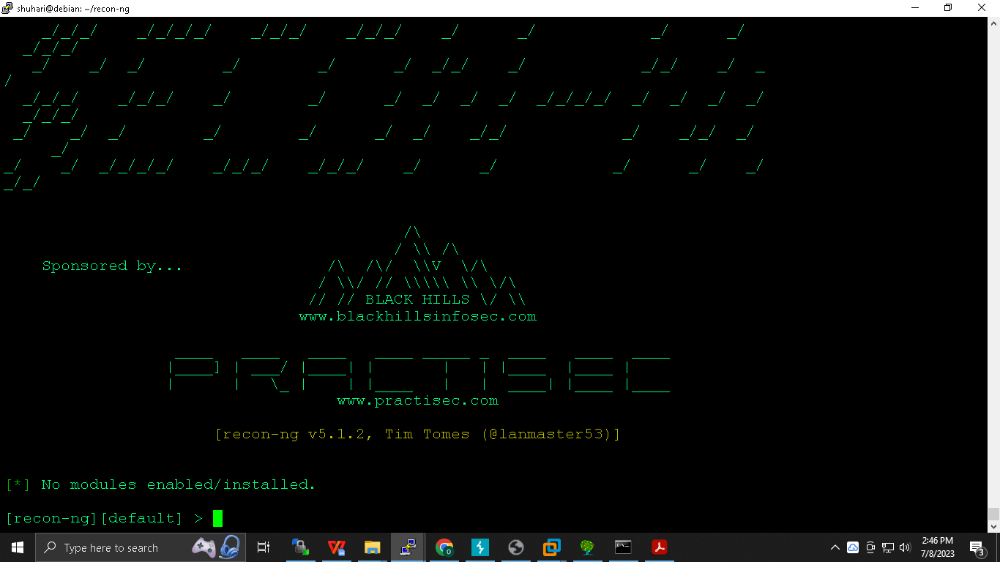 shuhari@debian: ~/recon-ng
Sponsored by...
BLACK HILLS
www.blackhillsinfosec.com
PRACTISEC
www.practisec.com
[recon-ng v5.1.2, Tim Tomes (@lanmaster53)]
[*] No modules enabled/installed.
[recon-ng][default] >
Type here to search
2:46 PM
7/8/2023
3